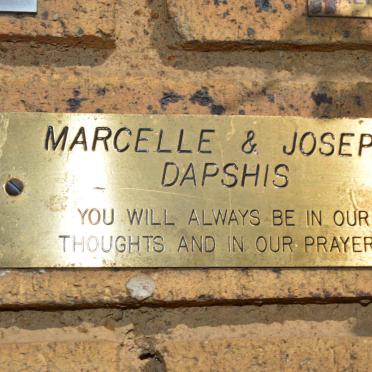 MARCELLE & JOSEP
DAPSHIS
YOU WILL ALWAYS BE IN OUR
THOUGHTS AND IN OUR PRAYER